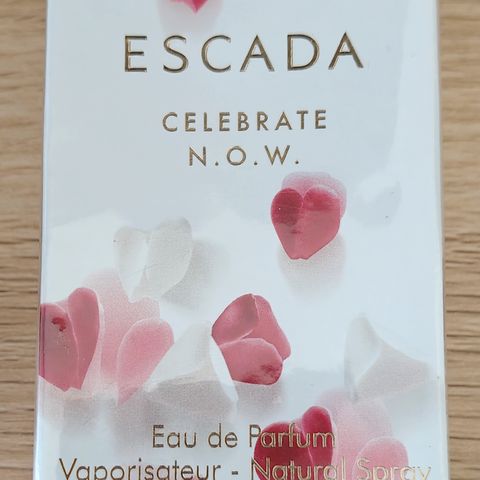 ESCADA
CELEBRATE
N.O.W.
Eau de Parfum
Vaporisateur - Natural Spray